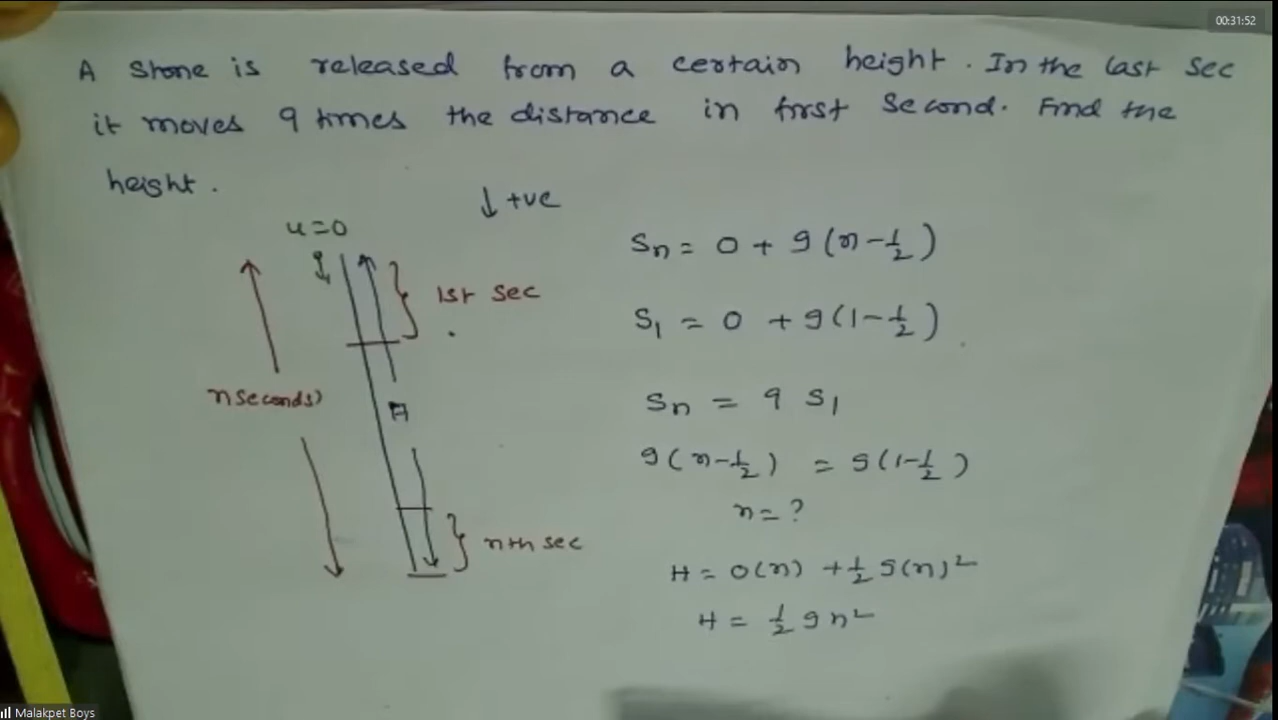 00:31:52
A stone is released from a certain height. In the last sec
it moves 9 times the distance in first second. Find the
height.
↓ +ve
u=0
1st sec
n seconds)
H
nth sec
Sn = 0 + g(n-1/2)
S1 = 0 + g(1-1/2)
Sn = 9 S1
g(n-1/2) = g(1-1/2)
n=?
H = 0(n) + 1/2 g(n)²
H = 1/2 g n²
Malakpet Boys